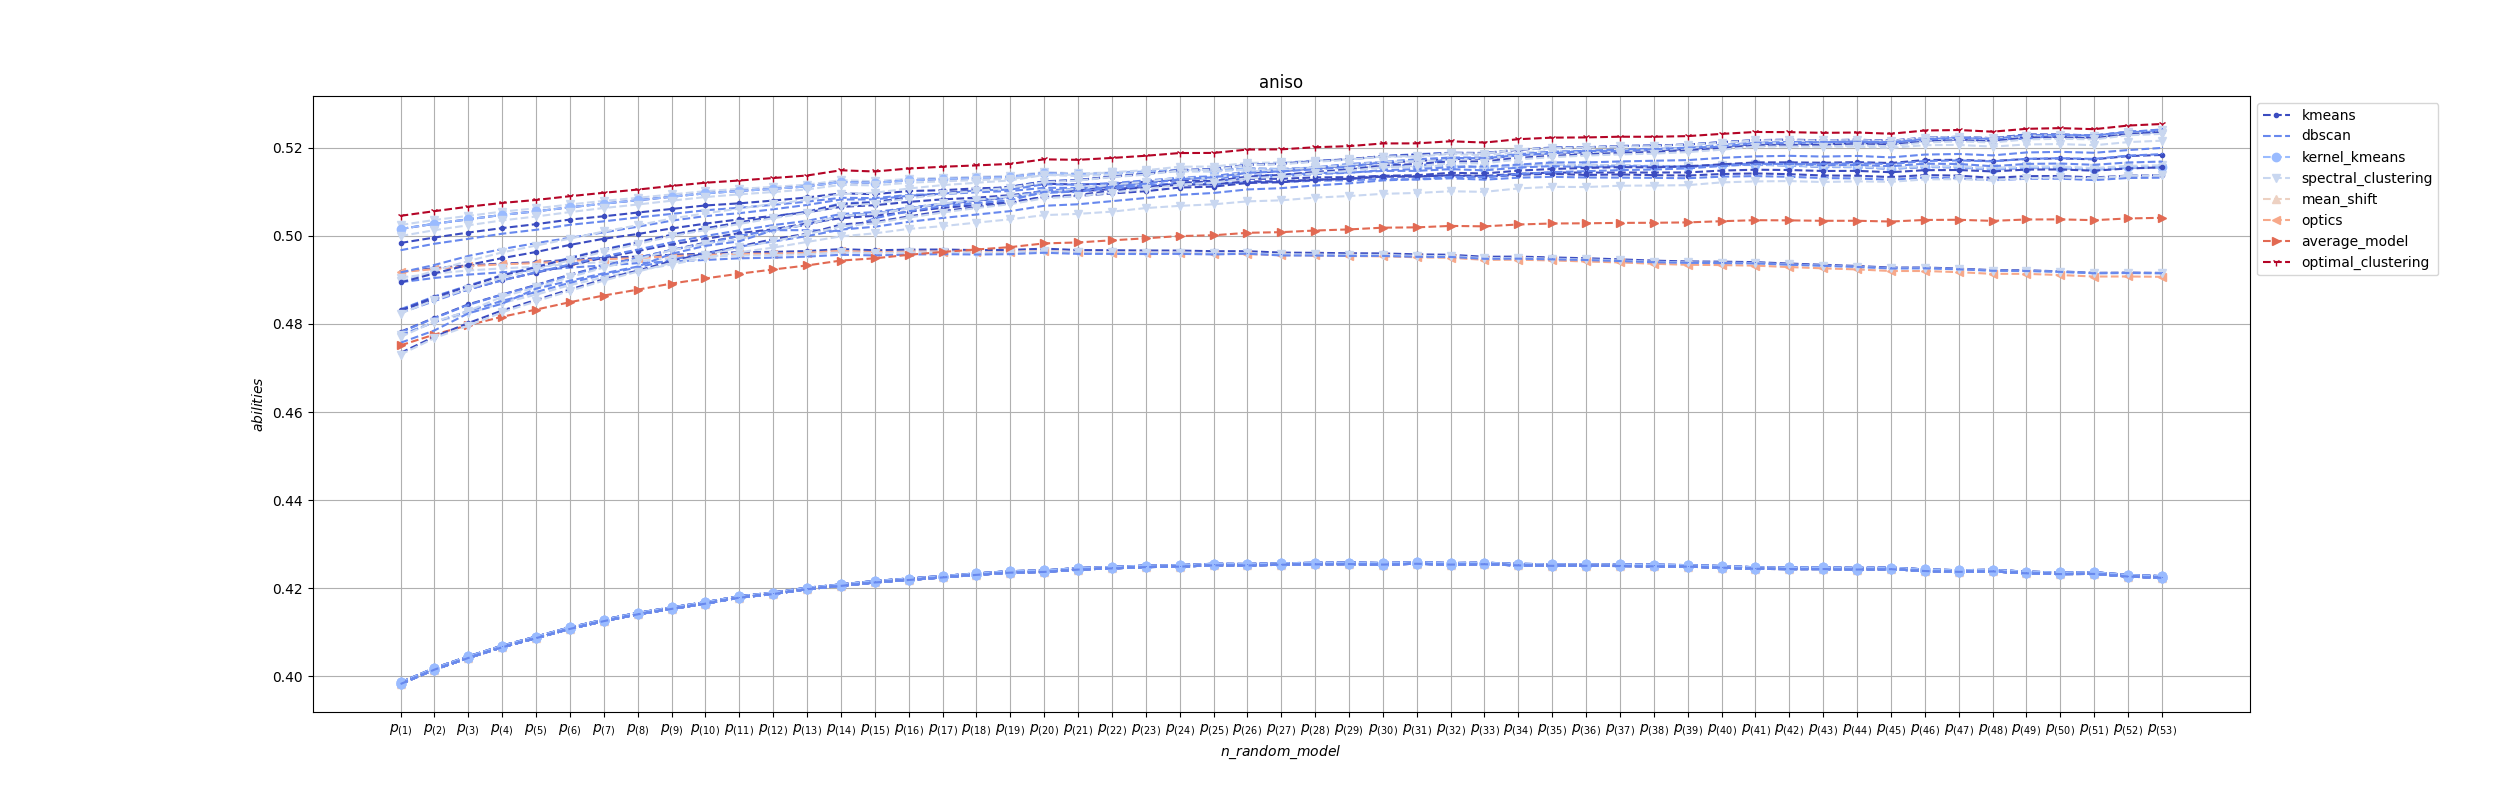 aniso
0.52
0.50
0.48
0.46
0.44
0.42
0.40
abilities
p(1) p(2) p(3) p(4) p(5) p(6) p(7) p(8) p(9) p(10) p(11) p(12) p(13) p(14) p(15) p(16) p(17) p(18) p(19) p(20) p(21) p(22) p(23) p(24) p(25) p(26) p(27) p(28) p(29) p(30) p(31) p(32) p(33) p(34) p(35) p(36) p(37) p(38) p(39) p(40) p(41) p(42) p(43) p(44) p(45) p(46) p(47) p(48) p(49) p(50) p(51) p(52) p(53)
n_random_model
kmeans
dbscan
kernel_kmeans
spectral_clustering
mean_shift
optics
average_model
optimal_clustering